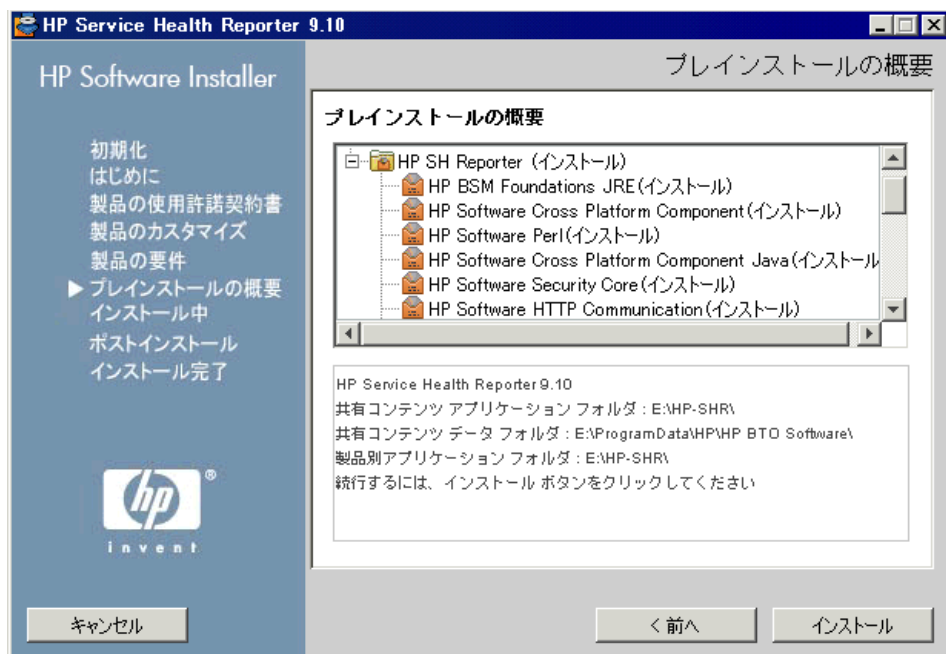 HP Service Health Reporter 9.10
HP Software Installer
初期化
はじめに
製品の使用許諾契約書
製品のカスタマイズ
製品の要件
▶ プレインストールの概要
インストール中
ポストインストール
インストール完了
hp
®
invent
プレインストールの概要
プレインストールの概要
HP SH Reporter (インストール)
HP BSM Foundations JRE(インストール)
HP Software Cross Platform Component(インストール)
HP Software Perl(インストール)
HP Software Cross Platform Component Java(インストール
HP Software Security Core(インストール)
HP Software HTTP Communication(インストール)
HP Service Health Reporter 9.10
共有コンテンツ アプリケーション フォルダ : E:\HP-SHR\
共有コンテンツ データ フォルダ : E:\ProgramData\HP\HP BTO Software\
製品別アプリケーション フォルダ : E:\HP-SHR\
続行するには、インストール ボタンをクリックしてください
キャンセル
< 前へ
インストール